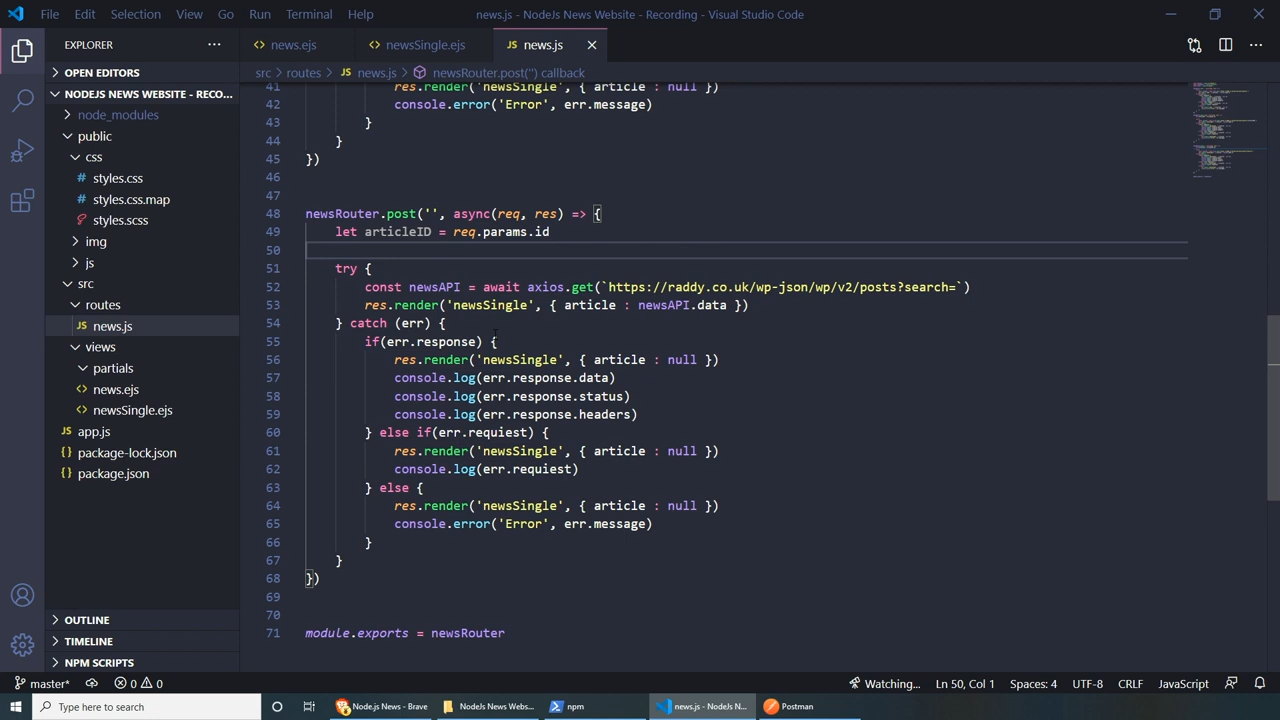 File Edit Selection View Go Run Terminal Help
news.js - NodeJs News Website - Recording - Visual Studio Code
EXPLORER
OPEN EDITORS
NODEJS NEWS WEBSITE - RECO...
node_modules
public
css
styles.css
styles.css.map
styles.scss
img
js
src
routes
JS news.js
views
partials
news.ejs
newsSingle.ejs
JS app.js
package-lock.json
package.json
OUTLINE
TIMELINE
NPM SCRIPTS
news.ejs newsSingle.ejs JS news.js
src > routes > JS news.js > newsRouter.post('') callback
41 res.render('newsSingle', { article : null })
42 console.error('Error', err.message)
43 }
44 }
45 })
46
47
48 newsRouter.post('', async(req, res) => {
49 let articleID = req.params.id
50
51 try {
52 const newsAPI = await axios.get(`https://raddy.co.uk/wp-json/wp/v2/posts?search=`)
53 res.render('newsSingle', { article : newsAPI.data })
54 } catch (err) {
55 if(err.response) {
56 res.render('newsSingle', { article : null })
57 console.log(err.response.data)
58 console.log(err.response.status)
59 console.log(err.response.headers)
60 } else if(err.requiest) {
61 res.render('newsSingle', { article : null })
62 console.log(err.requiest)
63 } else {
64 res.render('newsSingle', { article : null })
65 console.error('Error', err.message)
66 }
67 }
68 })
69
70
71 module.exports = newsRouter
master* 0 0 Watching... Ln 50, Col 1 Spaces: 4 UTF-8 CRLF JavaScript
Type here to search Node.js News - Brave NodeJs News Webs... npm news.js - NodeJs N... Postman